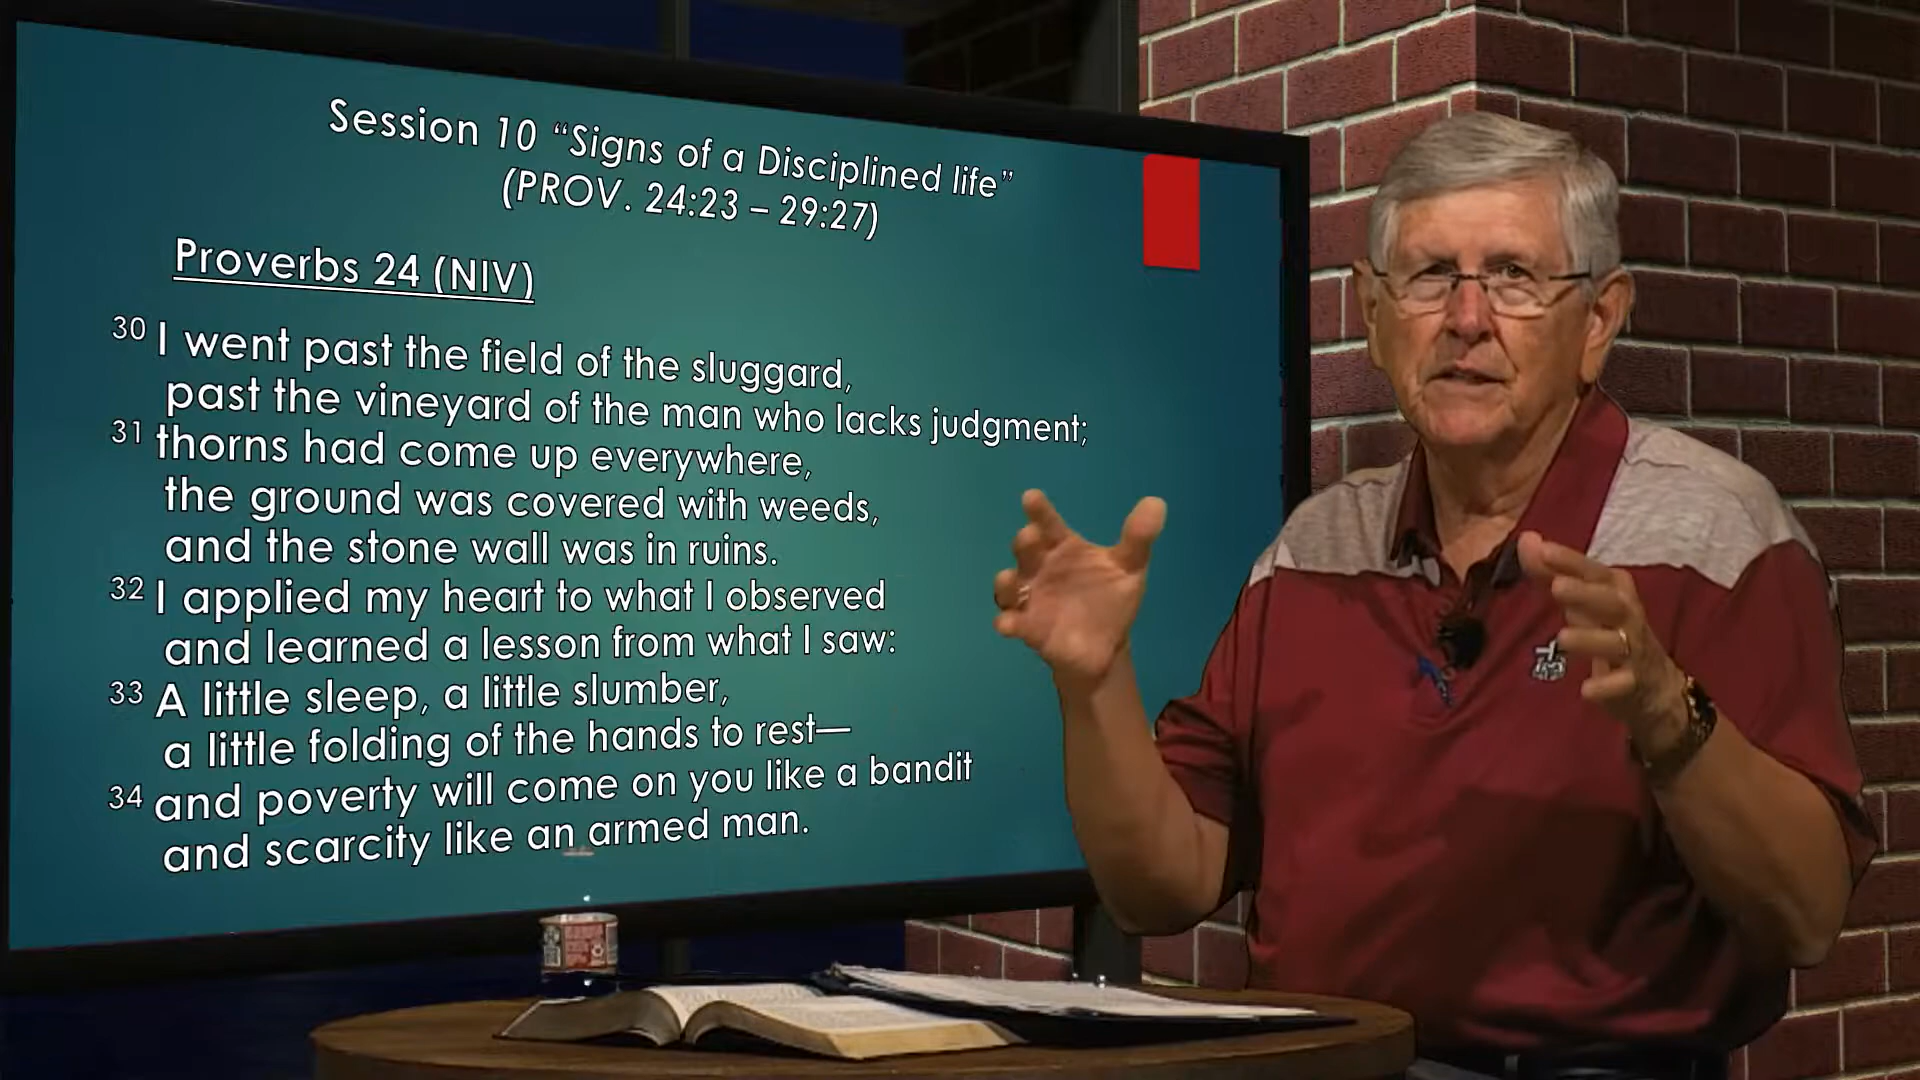 Session 10 “Signs of a Disciplined life”
(PROV. 24:23 – 29:27)
Proverbs 24 (NIV)
30 I went past the field of the sluggard,
past the vineyard of the man who lacks judgment;
31 thorns had come up everywhere,
the ground was covered with weeds,
and the stone wall was in ruins.
32 I applied my heart to what I observed
and learned a lesson from what I saw:
33 A little sleep, a little slumber,
a little folding of the hands to rest—
34 and poverty will come on you like a bandit
and scarcity like an armed man.